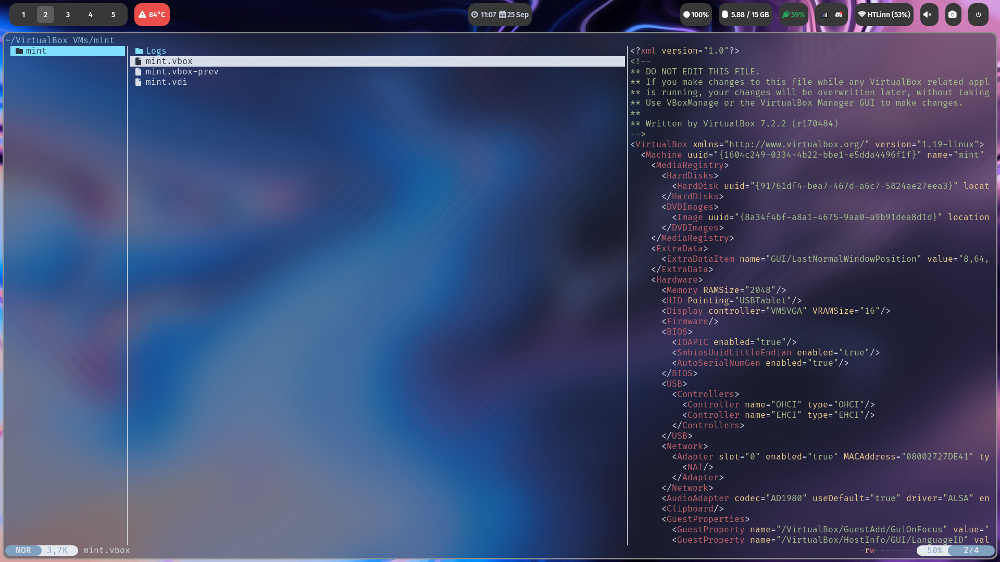 1 2 3 4 5 84°C 11:07 25 Sep 100% 5.88 / 15 GB 59% HTLinn (53%)
~/VirtualBox VMs/mint
mint
Logs
mint.vbox
mint.vbox-prev
mint.vdi
<?xml version="1.0"?>
<!--
** DO NOT EDIT THIS FILE.
** If you make changes to this file while any VirtualBox related appl
** is running, your changes will be overwritten later, without taking
** Use VBoxManage or the VirtualBox Manager GUI to make changes.
**
** Written by VirtualBox 7.2.2 (r170484)
-->
<VirtualBox xmlns="http://www.virtualbox.org/" version="1.19-linux">
<Machine uuid="{1604c249-0334-4b22-bbe1-e5dda4496f1f}" name="mint"
<MediaRegistry>
<HardDisks>
<HardDisk uuid="{91761df4-bea7-467d-a6c7-5824ae27eea3}" locat
</HardDisks>
<DVDImages>
<Image uuid="{8a34f4bf-a8a1-4675-9aa0-a9b91dea8d1d}" location
</DVDImages>
</MediaRegistry>
<ExtraData>
<ExtraDataItem name="GUI/LastNormalWindowPosition" value="8,64,
</ExtraData>
<Hardware>
<Memory RAMSize="2048"/>
<HID Pointing="USBTablet"/>
<Display controller="VMSVGA" VRAMSize="16"/>
<Firmware/>
<BIOS>
<IOAPIC enabled="true"/>
<SmbiosUuidLittleEndian enabled="true"/>
<AutoSerialNumGen enabled="true"/>
</BIOS>
<USB>
<Controllers>
<Controller name="OHCI" type="OHCI"/>
<Controller name="EHCI" type="EHCI"/>
</Controllers>
</USB>
<Network>
<Adapter slot="0" enabled="true" MACAddress="08002727DE41" ty
<NAT/>
</Adapter>
</Network>
<AudioAdapter codec="AD1980" useDefault="true" driver="ALSA" en
<Clipboard/>
<GuestProperties>
<GuestProperty name="/VirtualBox/GuestAdd/GuiOnFocus" value="
<GuestProperty name="/VirtualBox/HostInfo/GUI/LanguageID" val
NOR 3,7K mint.vbox -rw------- 50% 2/4